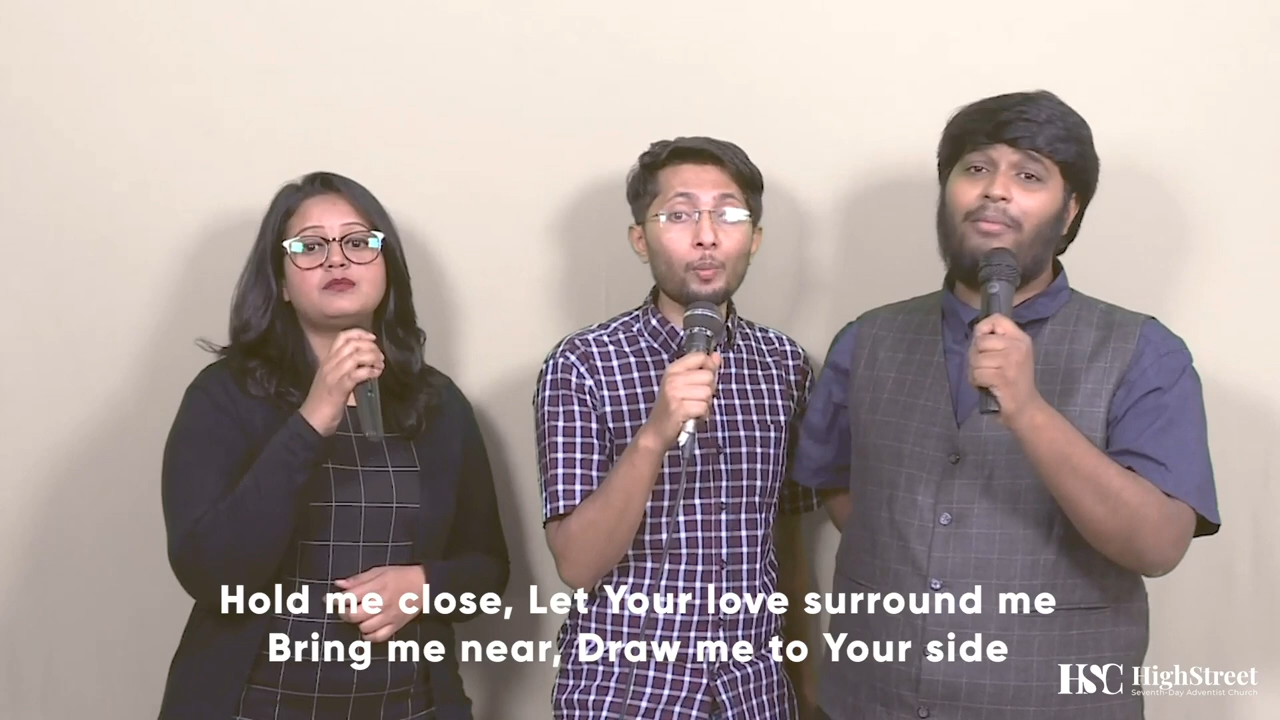 Hold me close, Let Your love surround me
Bring me near, Draw me to Your side
HSC HighStreet
Seventh-Day Adventist Church